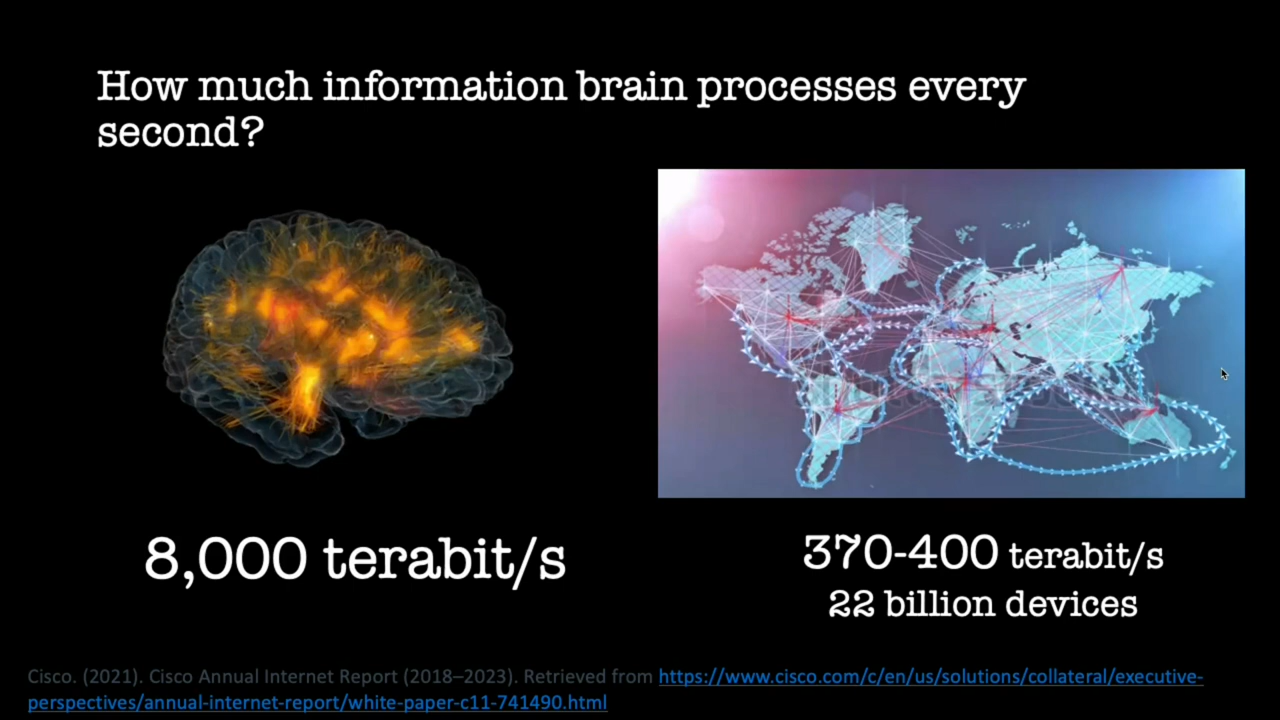 How much information brain processes every
second?
8,000 terabit/s
370-400 terabit/s
22 billion devices
Cisco. (2021). Cisco Annual Internet Report (2018–2023). Retrieved from https://www.cisco.com/c/en/us/solutions/collateral/executive-
perspectives/annual-internet-report/white-paper-c11-741490.html